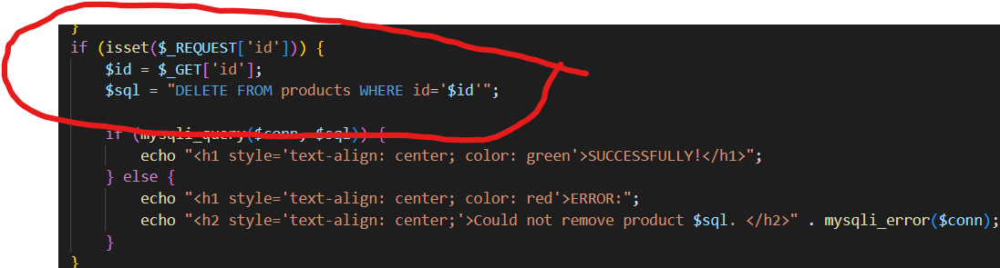 }
if (isset($_REQUEST['id'])) {
$id = $_GET['id'];
$sql = "DELETE FROM products WHERE id='$id'";
if (mysqli_query($conn, $sql)) {
echo "<h1 style='text-align: center; color: green'>SUCCESSFULLY!</h1>";
} else {
echo "<h1 style='text-align: center; color: red'>ERROR:";
echo "<h2 style='text-align: center;'>Could not remove product $sql. </h2>" . mysqli_error($conn);
}
}